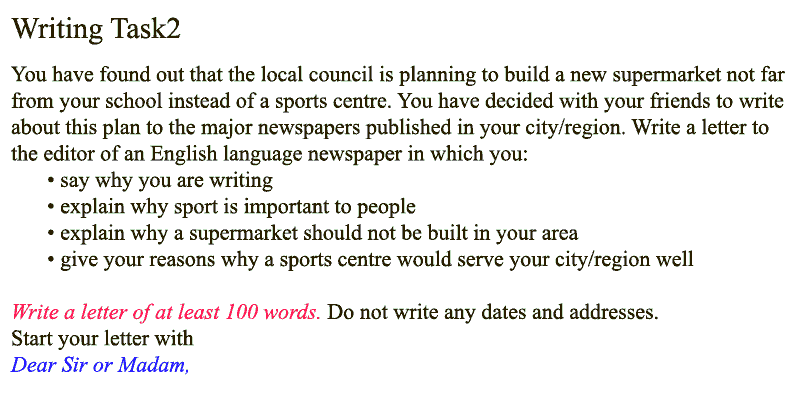 Writing Task2
You have found out that the local council is planning to build a new supermarket not far
from your school instead of a sports centre. You have decided with your friends to write
about this plan to the major newspapers published in your city/region. Write a letter to
the editor of an English language newspaper in which you:
• say why you are writing
• explain why sport is important to people
• explain why a supermarket should not be built in your area
• give your reasons why a sports centre would serve your city/region well
Write a letter of at least 100 words. Do not write any dates and addresses.
Start your letter with
Dear Sir or Madam,